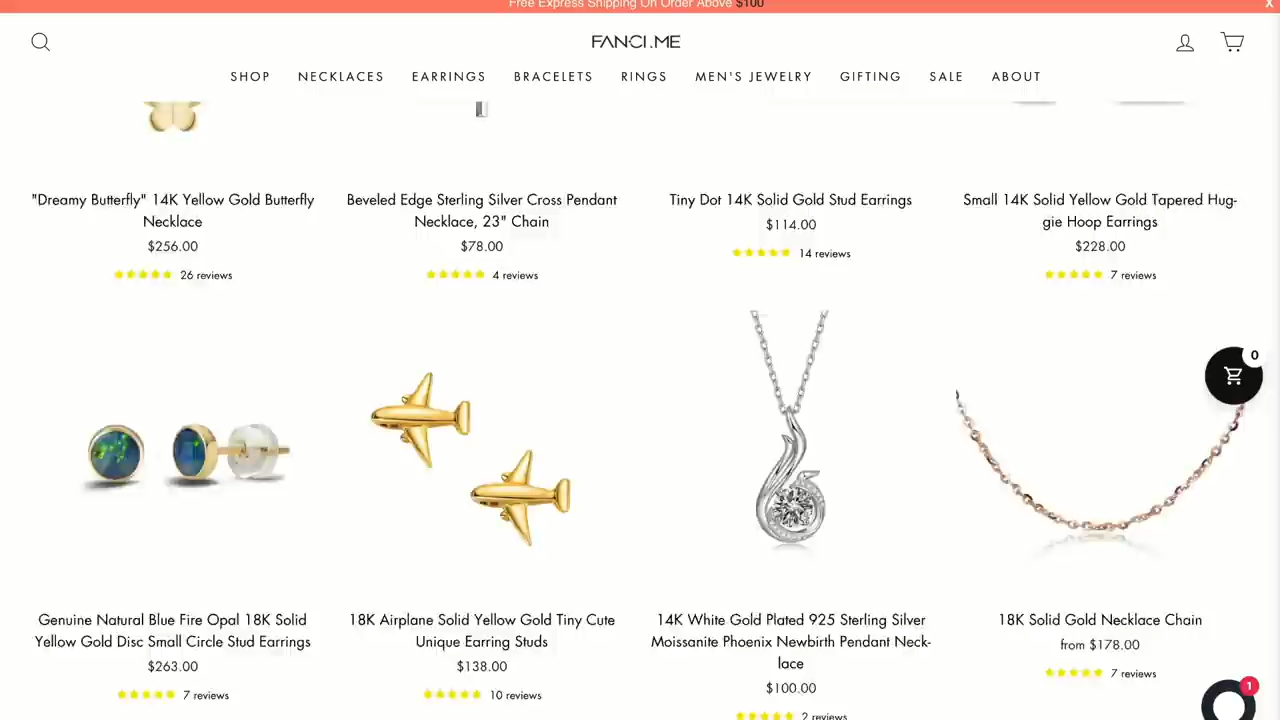 Free Express Shipping On Order Above $100
X
FANCI.ME
SHOP NECKLACES EARRINGS BRACELETS RINGS MEN'S JEWELRY GIFTING SALE ABOUT
"Dreamy Butterfly" 14K Yellow Gold Butterfly
Necklace
$256.00
26 reviews
Beveled Edge Sterling Silver Cross Pendant
Necklace, 23" Chain
$78.00
4 reviews
Tiny Dot 14K Solid Gold Stud Earrings
$114.00
14 reviews
Small 14K Solid Yellow Gold Tapered Hug-
gie Hoop Earrings
$228.00
7 reviews
0
Genuine Natural Blue Fire Opal 18K Solid
Yellow Gold Disc Small Circle Stud Earrings
$263.00
7 reviews
18K Airplane Solid Yellow Gold Tiny Cute
Unique Earring Studs
$138.00
10 reviews
14K White Gold Plated 925 Sterling Silver
Moissanite Phoenix Newbirth Pendant Neck-
lace
$100.00
2 reviews
18K Solid Gold Necklace Chain
from $178.00
7 reviews
1